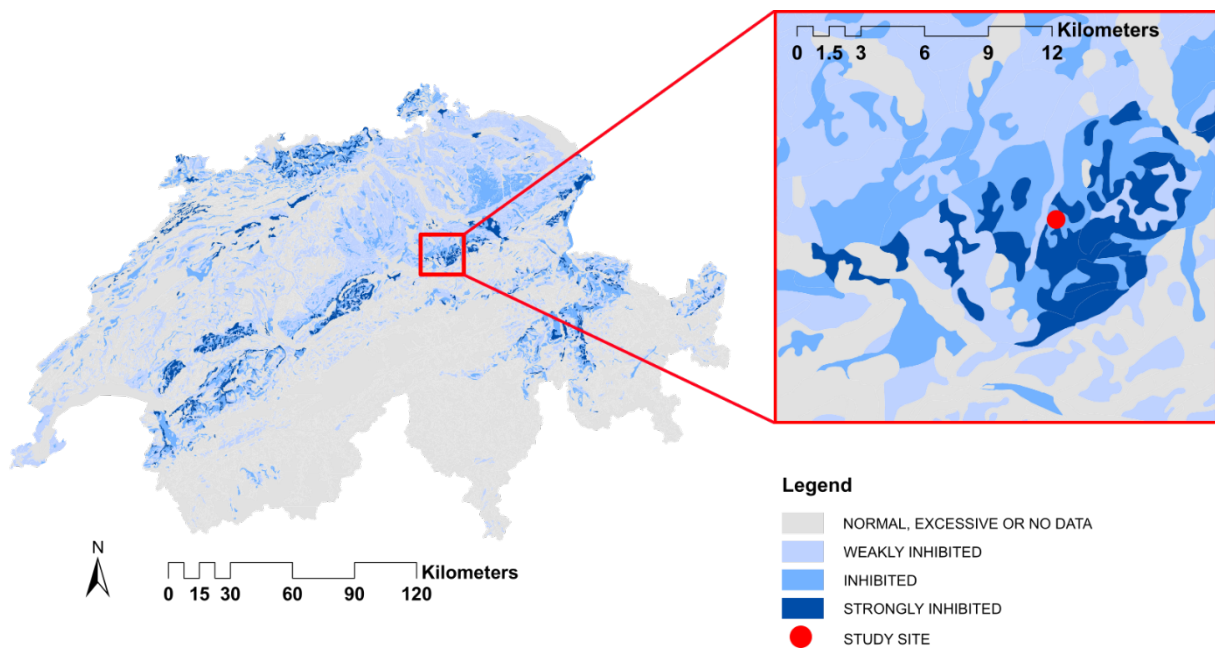 Kilometers
0 1.5 3 6 9 12
N
Kilometers
0 15 30 60 90 120
Legend
NORMAL, EXCESSIVE OR NO DATA
WEAKLY INHIBITED
INHIBITED
STRONGLY INHIBITED
STUDY SITE